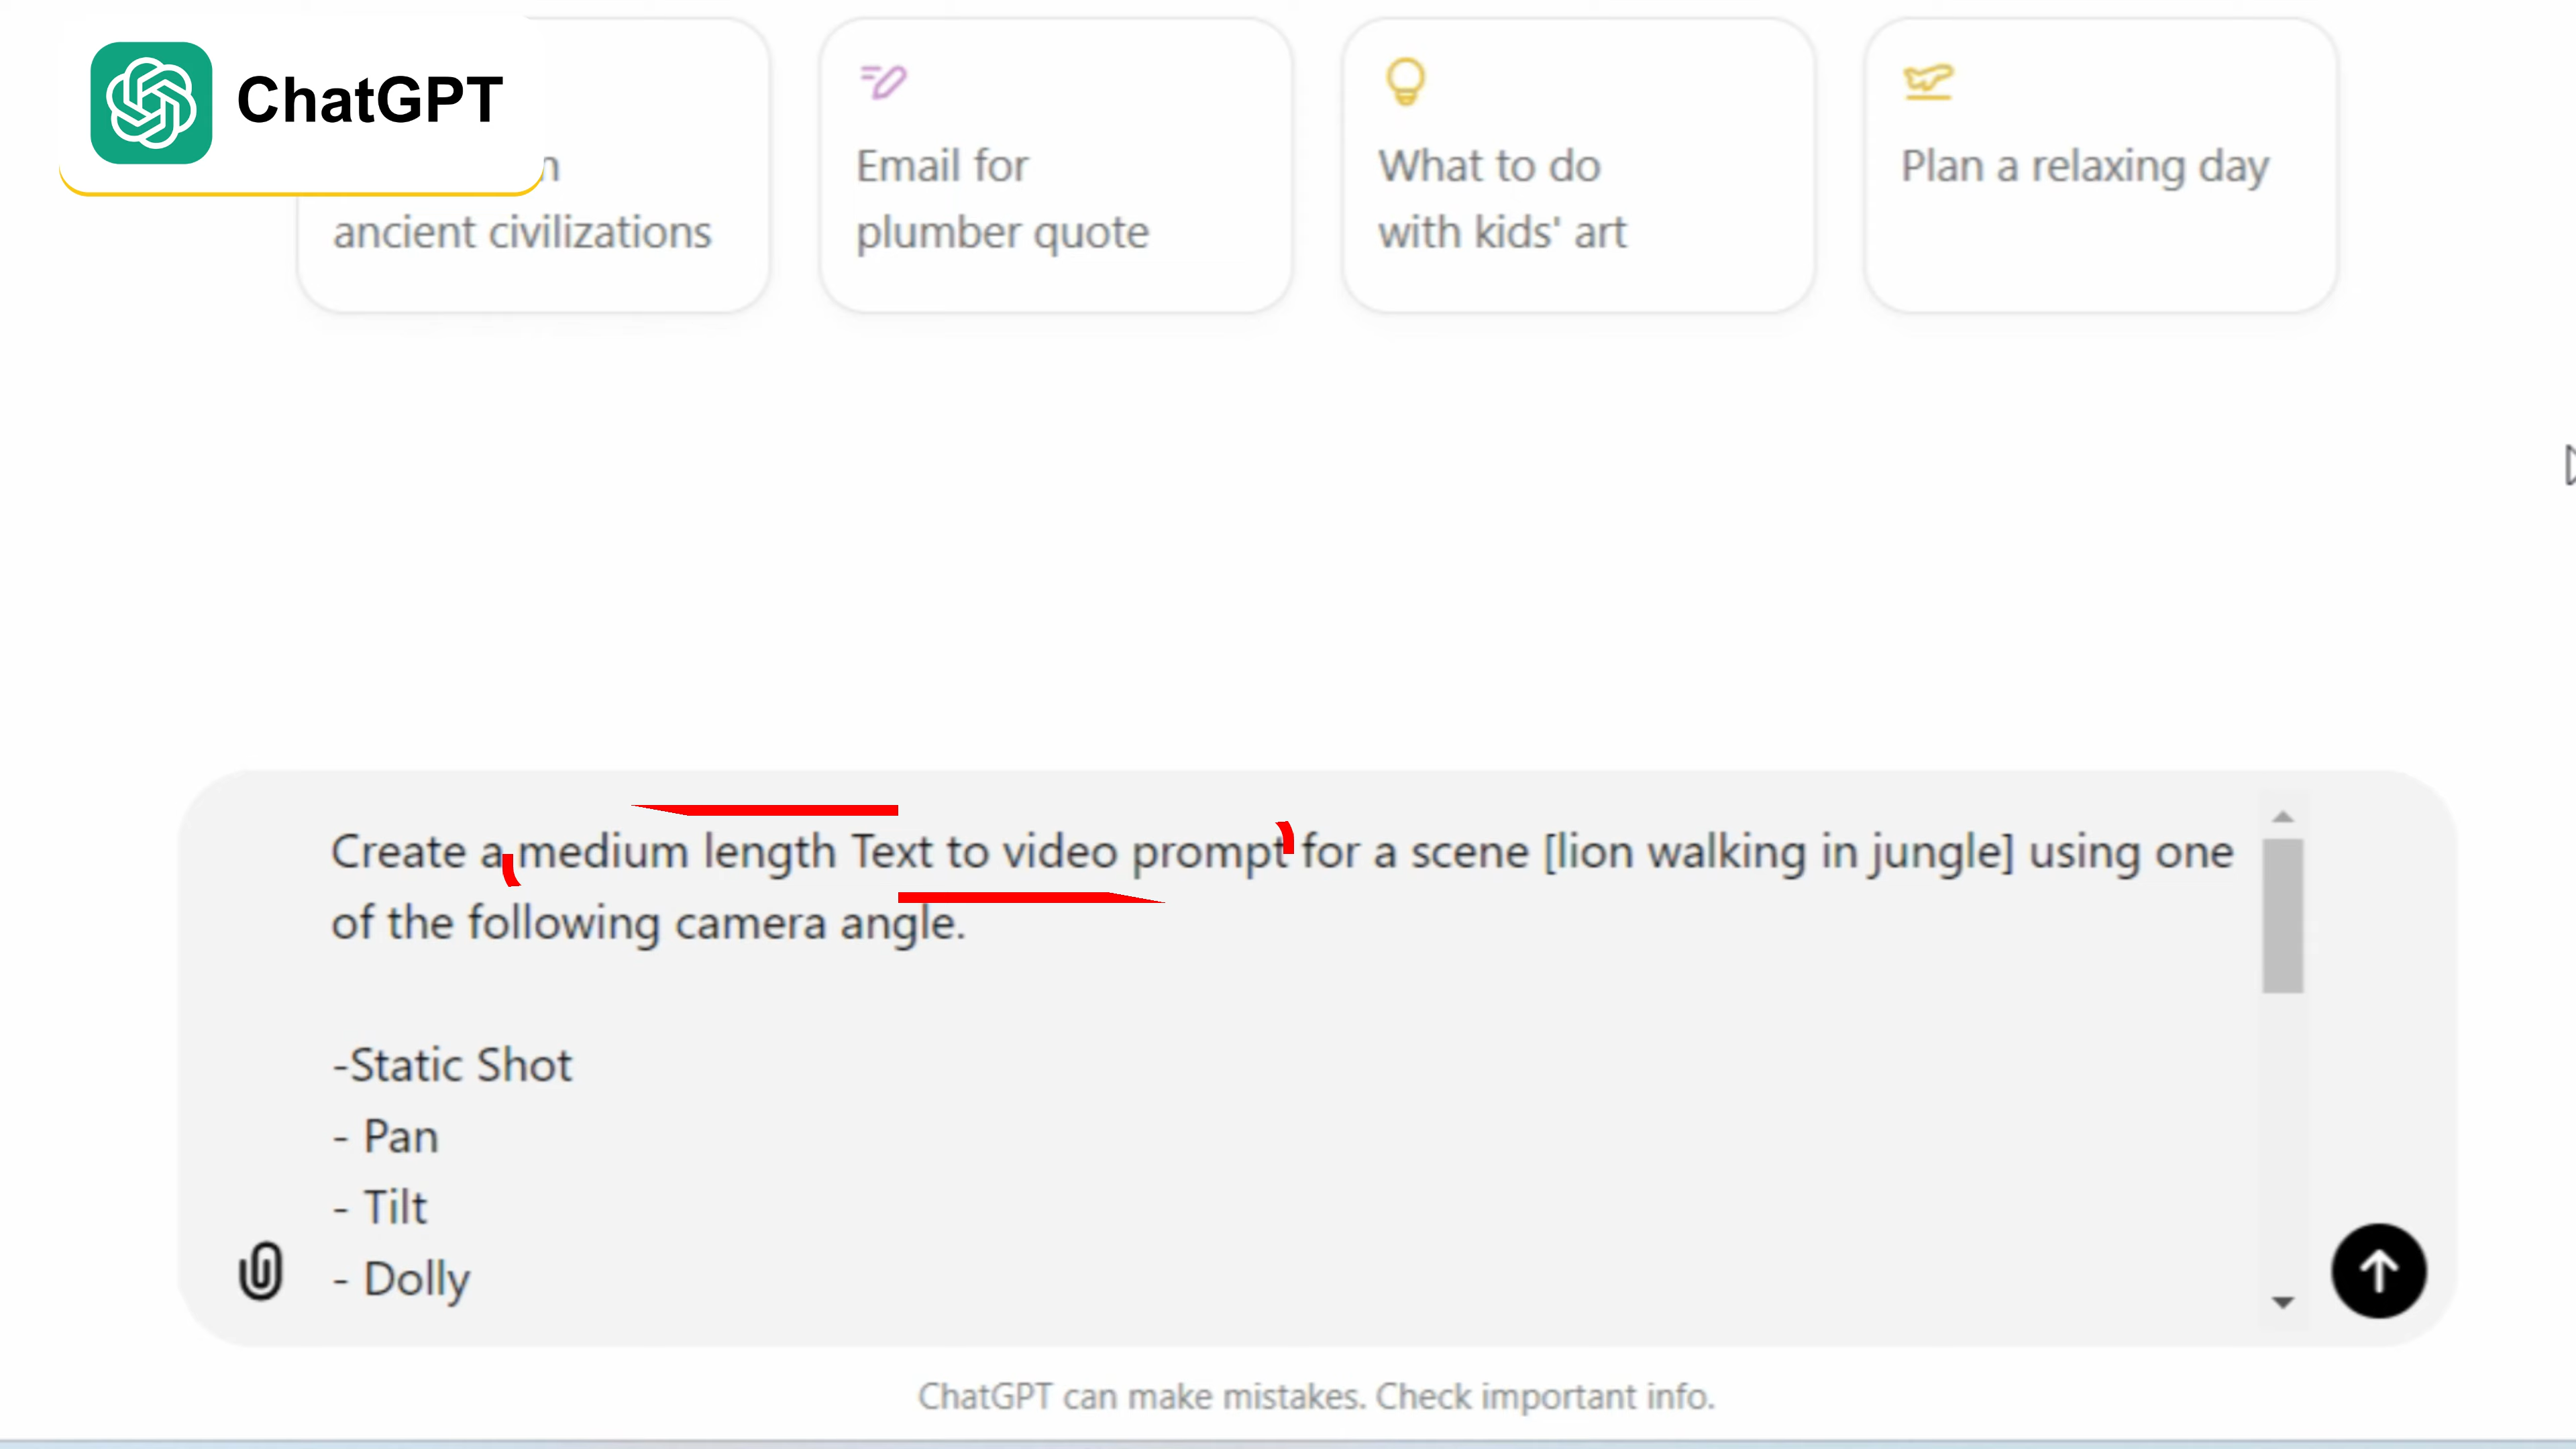 ChatGPT
ancient civilizations
Email for
plumber quote
What to do
with kids' art
Plan a relaxing day
Create a medium length Text to video prompt for a scene [lion walking in jungle] using one
of the following camera angle.
-Static Shot
- Pan
- Tilt
- Dolly
ChatGPT can make mistakes. Check important info.